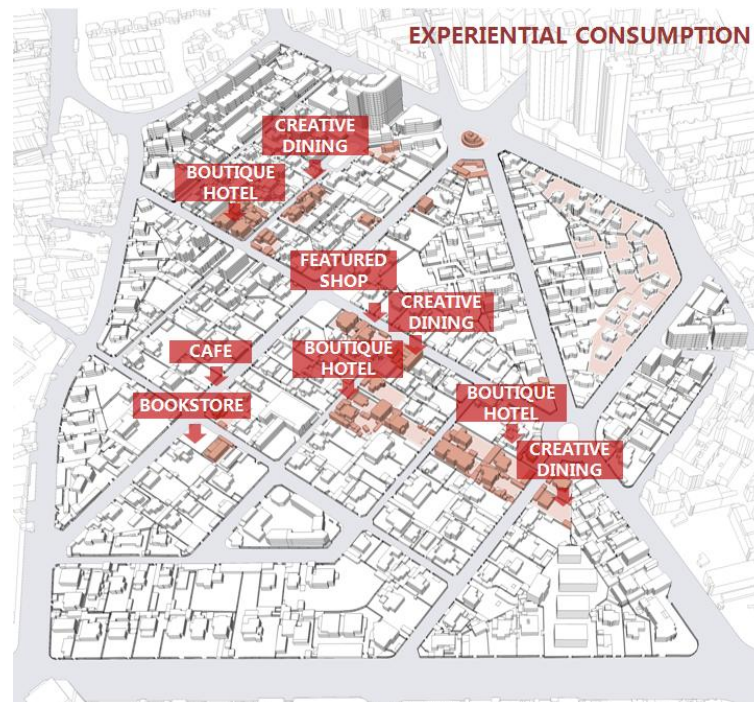 EXPERIENTIAL CONSUMPTION
CREATIVE
DINING
BOUTIQUE
HOTEL
FEATURED
SHOP
CREATIVE
DINING
CAFE
BOUTIQUE
HOTEL
BOUTIQUE
HOTEL
BOOKSTORE
CREATIVE
DINING